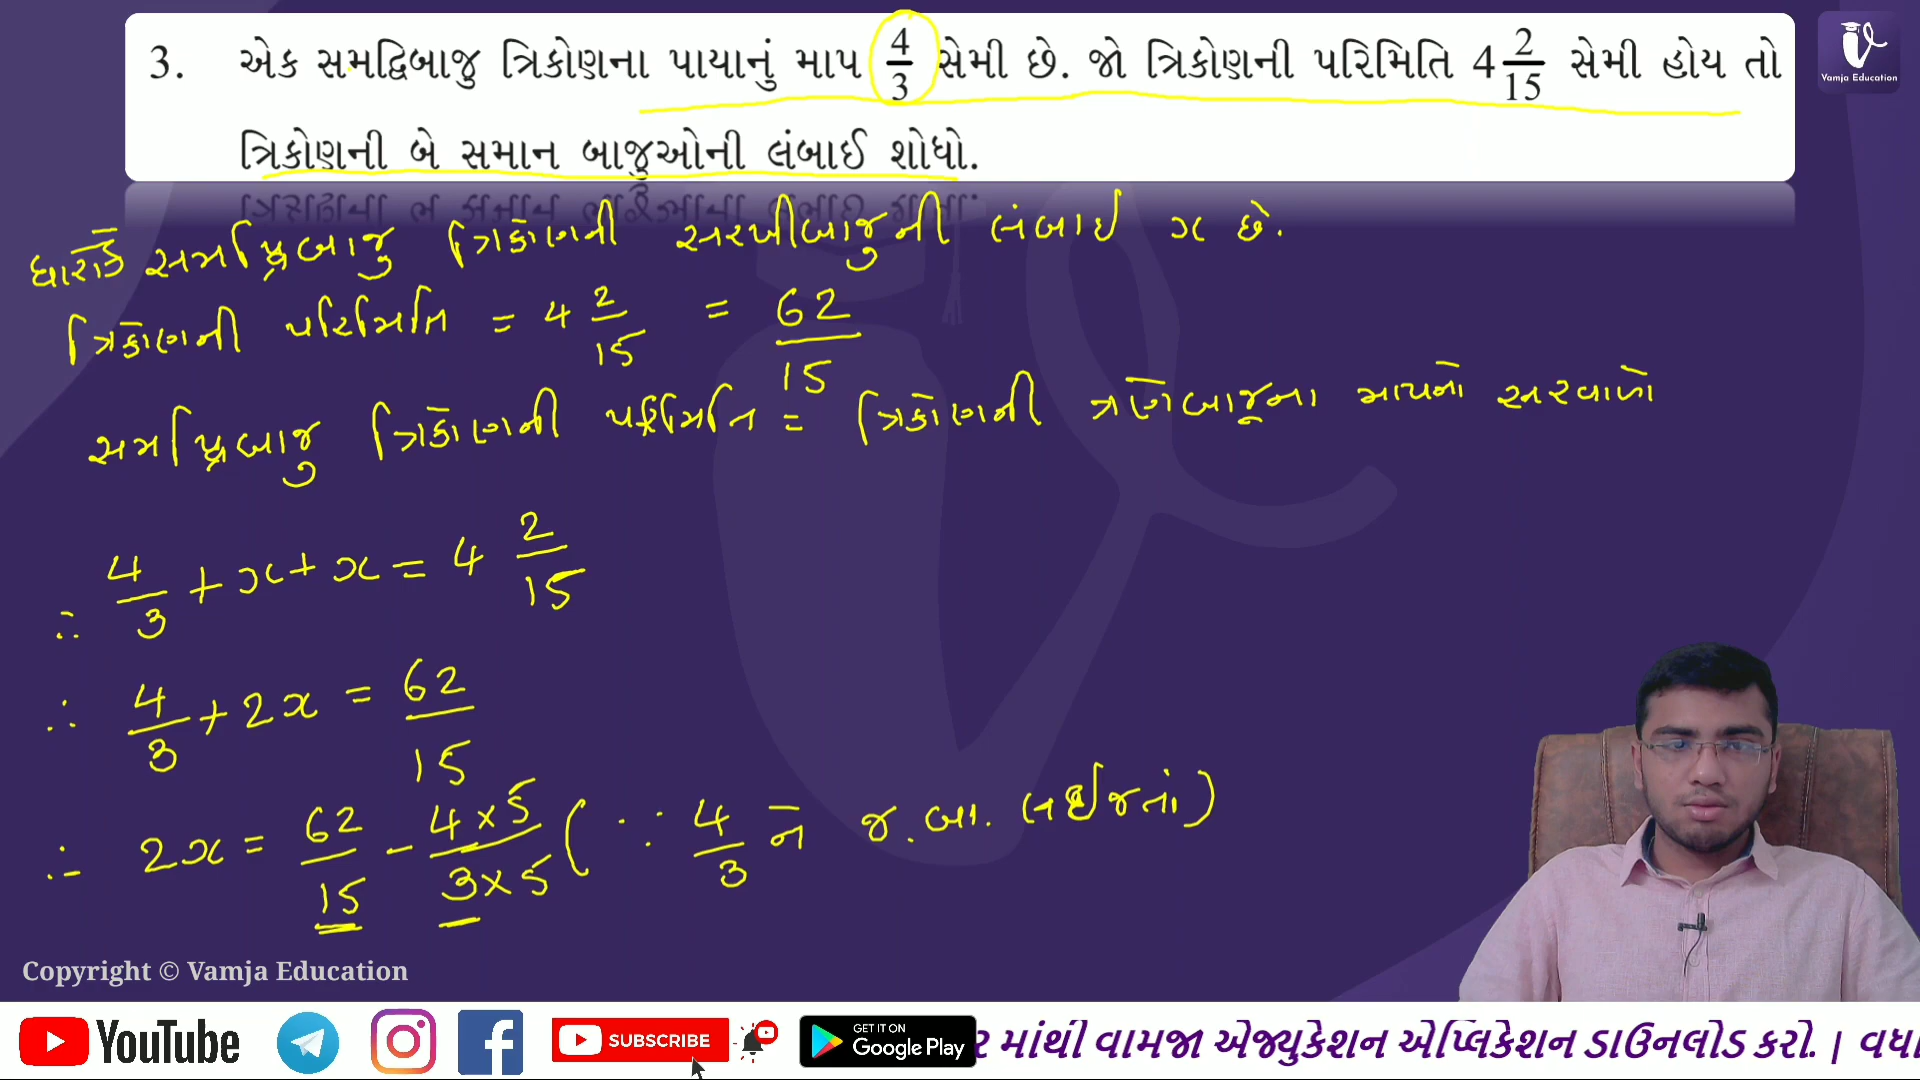 3. એક સમદ્વિબાજુ ત્રિકોણના પાયાનું માપ 4/3 સેમી છે. જો ત્રિકોણની પરિમિતિ 4 2/15 સેમી હોય તો
ત્રિકોણની બે સમાન બાજુઓની લંબાઈ શોધો.
Vamja Education
ધારોકે સમદ્વિબાજુ ત્રિકોણની સરખીબાજુની લંબાઈ x છે.
ત્રિકોણની પરિમિતિ = 4 2/15 = 62/15
સમદ્વિબાજુ ત્રિકોણની પરિમિતિ = ત્રિકોણની ત્રણેબાજુના માપનો સરવાળો
∴ 4/3 + x + x = 4 2/15
∴ 4/3 + 2x = 62/15
∴ 2x = 62/15 - 4×5/3×5 (∵ 4/3 ને જ.બા. લઈજતાં)
Copyright © Vamja Education
YouTube SUBSCRIBE GET IT ON Google Play ર માંથી વામજા એજ્યુકેશન એપ્લિકેશન ડાઉનલોડ કરો. | વધા